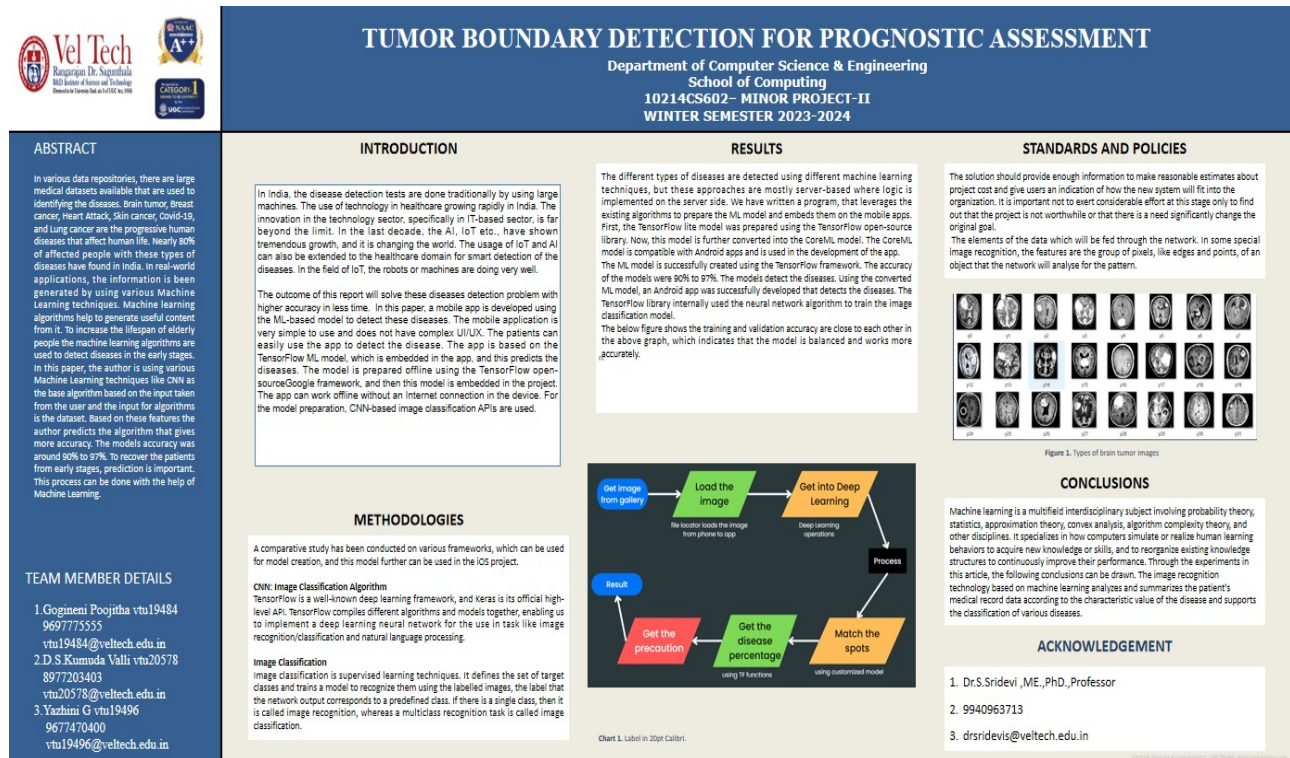 Vel Tech
Rangarajan Dr. Sagunthala
R&D Institute of Science and Technology
(Deemed to be University Estd. u/s 3 of UGC Act, 1956)
NAAC
A++
CATEGORY-1
UGC
TUMOR BOUNDARY DETECTION FOR PROGNOSTIC ASSESSMENT
Department of Computer Science & Engineering
School of Computing
10214CS602– MINOR PROJECT-II
WINTER SEMESTER 2023-2024
ABSTRACT
In various data repositories, there are large
medical datasets available that are used to
identifying the diseases. Brain tumor, Breast
cancer, Heart Attack, Skin cancer, Covid-19,
and Lung cancer are the progressive human
diseases that affect human life. Nearly 80%
of affected people with these types of
diseases have found in India. In real-world
applications, the information is been
generated by using various Machine
Learning techniques. Machine learning
algorithms help to generate useful content
from it. To increase the lifespan of elderly
people the machine learning algorithms are
used to detect diseases in the early stages.
In this paper, the author is using various
Machine Learning techniques like CNN as
the base algorithm based on the input taken
from the user and the input for algorithms
is the dataset. Based on these features the
author predicts the algorithm that gives
more accuracy. The models accuracy was
around 90% to 97%. To recover the patients
from early stages, prediction is important.
This process can be done with the help of
Machine Learning.
TEAM MEMBER DETAILS
1.Gogineni Poojitha vtu19484
9697775555
vtu19484@veltech.edu.in
2.D.S.Kumuda Valli vtu20578
8977203403
vtu20578@veltech.edu.in
3.Yazhini G vtu19496
9677470400
vtu19496@veltech.edu.in
INTRODUCTION
In India, the disease detection tests are done traditionally by using large
machines. The use of technology in healthcare growing rapidly in India. The
innovation in the technology sector, specifically in IT-based sector, is far
beyond the limit. In the last decade, the AI, IoT etc., have shown
tremendous growth, and it is changing the world. The usage of IoT and AI
can also be extended to the healthcare domain for smart detection of the
diseases. In the field of IoT, the robots or machines are doing very well.
The outcome of this report will solve these diseases detection problem with
higher accuracy in less time. In this paper, a mobile app is developed using
the ML-based model to detect these diseases. The mobile application is
very simple to use and does not have complex UI/UX. The patients can
easily use the app to detect the disease. The app is based on the
TensorFlow ML model, which is embedded in the app, and this predicts the
diseases. The model is prepared offline using the TensorFlow open-
sourceGoogle framework, and then this model is embedded in the project.
The app can work offline without an Internet connection in the device. For
the model preparation, CNN-based image classification APIs are used.
METHODOLOGIES
A comparative study has been conducted on various frameworks, which can be used
for model creation, and this model further can be used in the iOS project.
CNN: Image Classification Algorithm
TensorFlow is a well-known deep learning framework, and Keras is its official high-
level API. TensorFlow compiles different algorithms and models together, enabling us
to implement a deep learning neural network for the use in task like image
recognition/classification and natural language processing.
Image Classification
Image classification is supervised learning techniques. It defines the set of target
classes and trains a model to recognize them using the labelled images, the label that
the network output corresponds to a predefined class. If there is a single class, then it
is called image recognition, whereas a multiclass recognition task is called image
classification.
RESULTS
The different types of diseases are detected using different machine learning
techniques, but these approaches are mostly server-based where logic is
implemented on the server side. We have written a program, that leverages the
existing algorithms to prepare the ML model and embeds them on the mobile apps.
First, the TensorFlow lite model was prepared using the TensorFlow open-source
library. Now, this model is further converted into the CoreML model. The CoreML
model is compatible with Android apps and is used in the development of the app.
The ML model is successfully created using the TensorFlow framework. The accuracy
of the models were 90% to 97%. The models detect the diseases. Using the converted
ML model, an Android app was successfully developed that detects the diseases. The
TensorFlow library internally used the neural network algorithm to train the image
classification model.
The below figure shows the training and validation accuracy are close to each other in
the above graph, which indicates that the model is balanced and works more
accurately.
Get image
from gallery
Load the
image
Get into Deep
Learning
file locator loads the image
from phone to app
Deep Learning
operations
Process
Result
Get the
precaution
Get the
disease
percentage
Match the
spots
using TF functions
using customized model
Chart 1. Label in 20pt Calibri.
STANDARDS AND POLICIES
The solution should provide enough information to make reasonable estimates about
project cost and give users an indication of how the new system will fit into the
organization. It is important not to exert considerable effort at this stage only to find
out that the project is not worthwhile or that there is a need significantly change the
original goal.
The elements of the data which will be fed through the network. In some special
image recognition, the features are the group of pixels, like edges and points, of
an object that the network will analyse for the pattern.
y0 y1 y2 y3 y4 y5 y6 y7
y12 y13 y14 y15 y16 y17 y18 y19
y24 y25 y26 y27 y28 y29 y30 y31
Figure 1. Types of brain tumor images
CONCLUSIONS
Machine learning is a multifield interdisciplinary subject involving probability theory,
statistics, approximation theory, convex analysis, algorithm complexity theory, and
other disciplines. It specializes in how computers simulate or realize human learning
behaviors to acquire new knowledge or skills, and to reorganize existing knowledge
structures to continuously improve their performance. Through the experiments in
this article, the following conclusions can be drawn. The image recognition
technology based on machine learning analyzes and summarizes the patient's
medical record data according to the characteristic value of the disease and supports
the classification of various diseases.
ACKNOWLEDGEMENT
1. Dr.S.Sridevi ,ME.,PhD.,Professor
2. 9940963713
3. drsridevis@veltech.edu.in